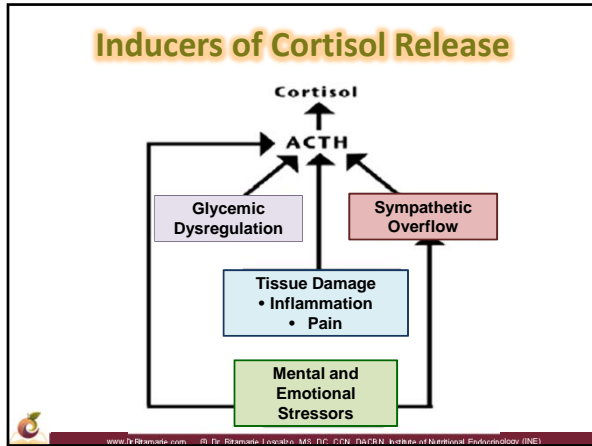 Inducers of Cortisol Release
Cortisol
ACTH
Glycemic
Dysregulation
Sympathetic
Overflow
Tissue Damage
• Inflammation
• Pain
Mental and
Emotional
Stressors
www.DrRitamarie.com © Dr. Ritamarie Loscalzo, MS, DC, CCN, DACBN, Institute of Nutritional Endocrinology (INE)